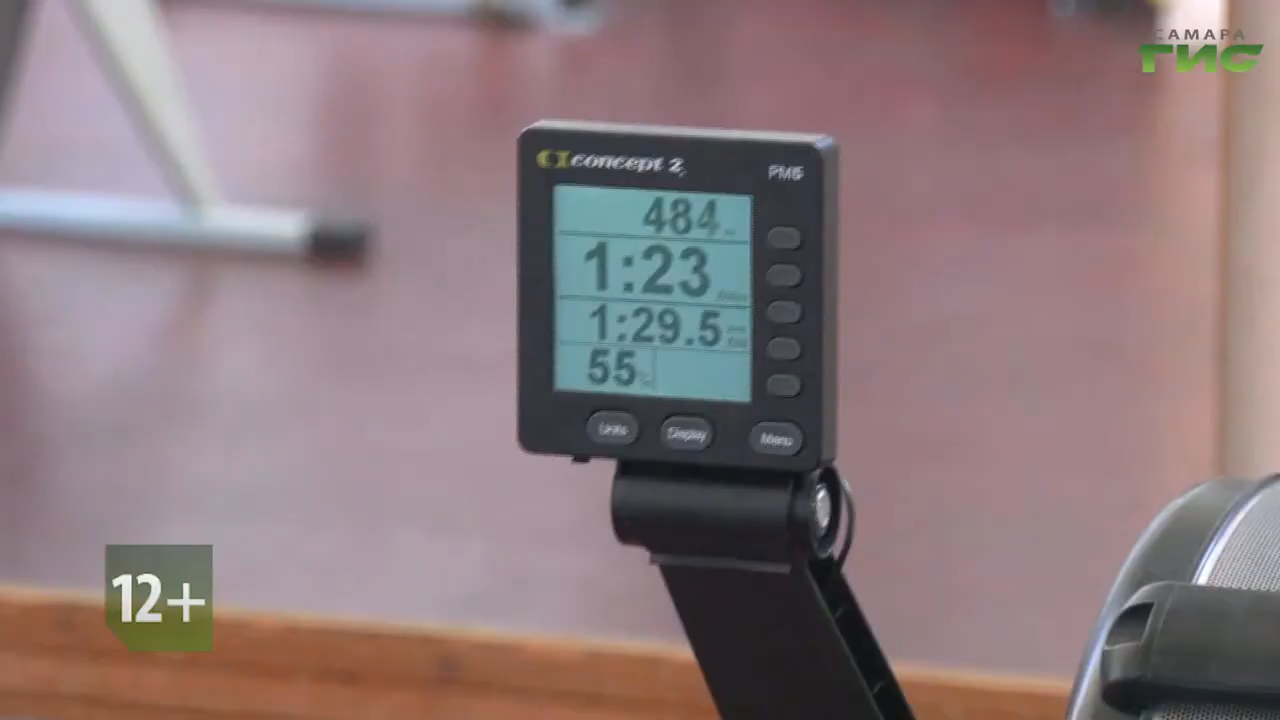 САМАРА
ГИС
concept 2
PM5
484
1:23
1:29.5
55
Units
Display
Menu
12+